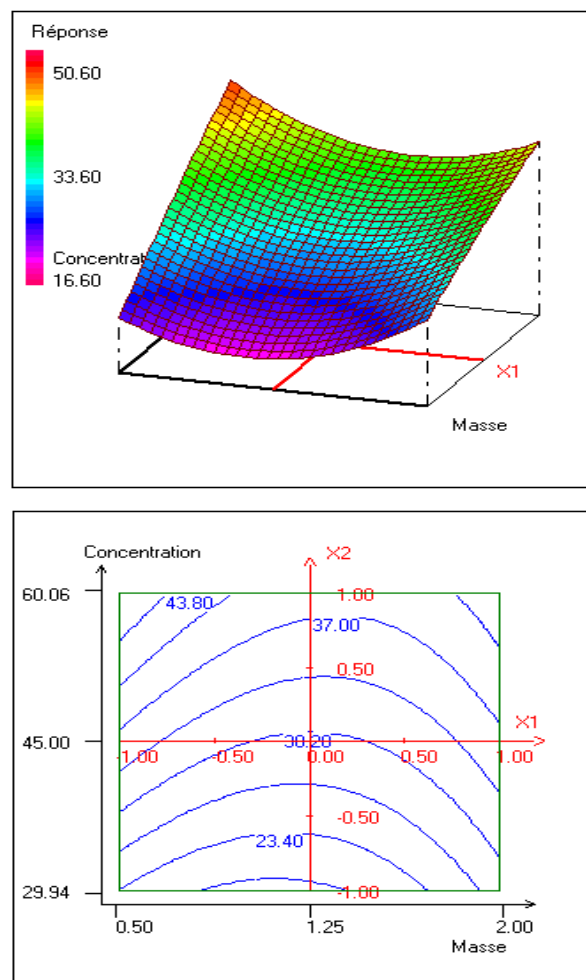 Réponse
50.60
33.60
Concentrat
16.60
X1
Masse
Concentration
X2
60.06
43.80
1.00
37.00
0.50
X1
45.00
30.20
-1.00
-0.50
0.00
0.50
1.00
-0.50
23.40
29.94
-1.00
0.50
1.25
2.00
Masse